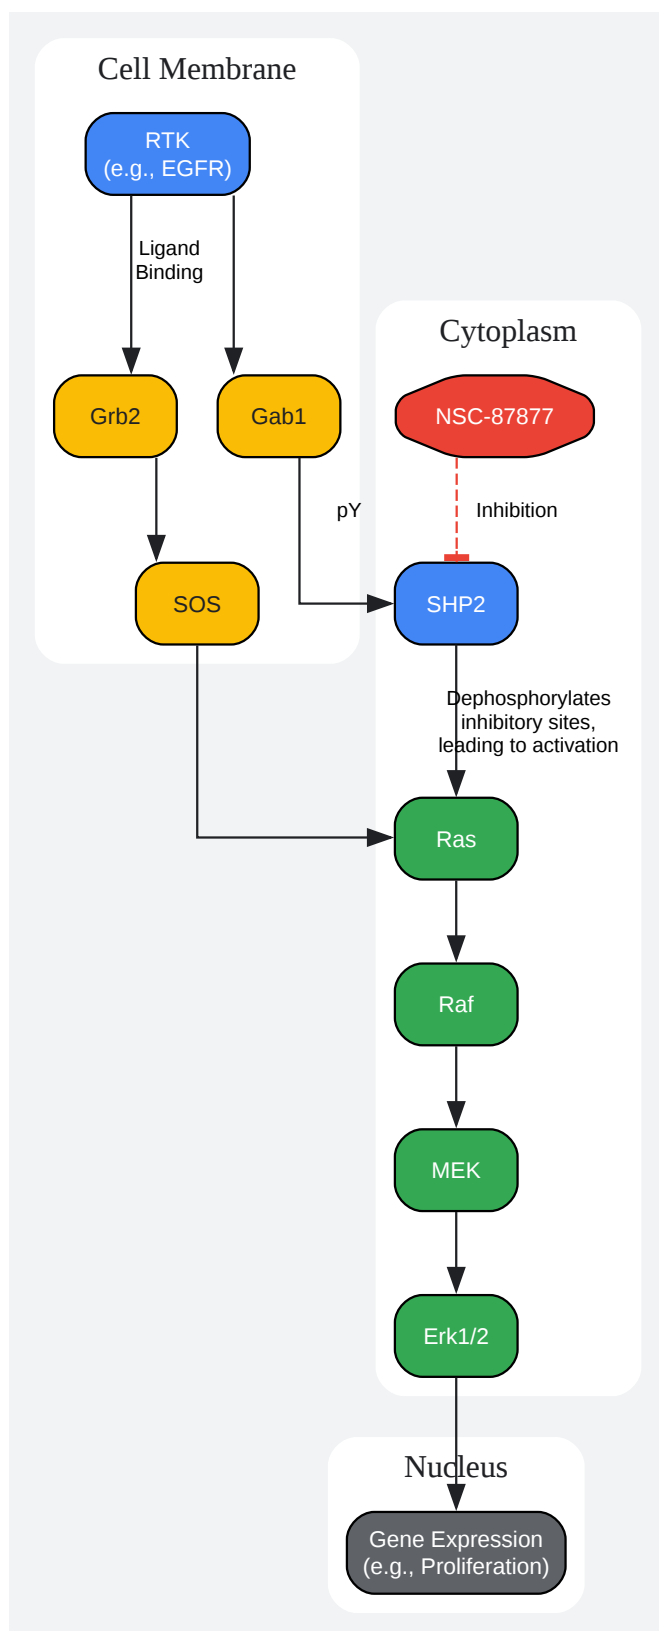 Cell Membrane
RTK
(e.g., EGFR)
Ligand
Binding
Cytoplasm
Grb2
Gab1
NSC-87877
pY
Inhibition
SOS
SHP2
Dephosphorylates
inhibitory sites,
leading to activation
Ras
Raf
MEK
Erk1/2
Nucleus
Gene Expression
(e.g., Proliferation)